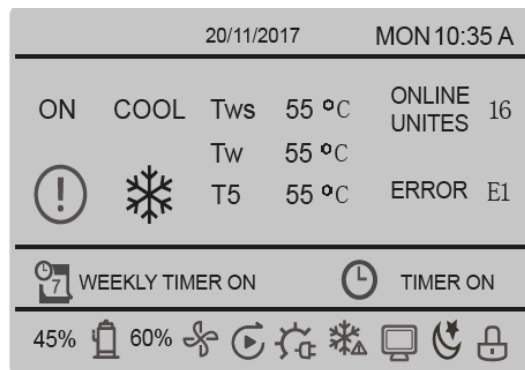 20/11/2017 MON 10:35 A
ON COOL Tws 55 °C ONLINE UNITES 16
Tw 55 °C
T5 55 °C ERROR E1
7 WEEKLY TIMER ON TIMER ON
45% 60%